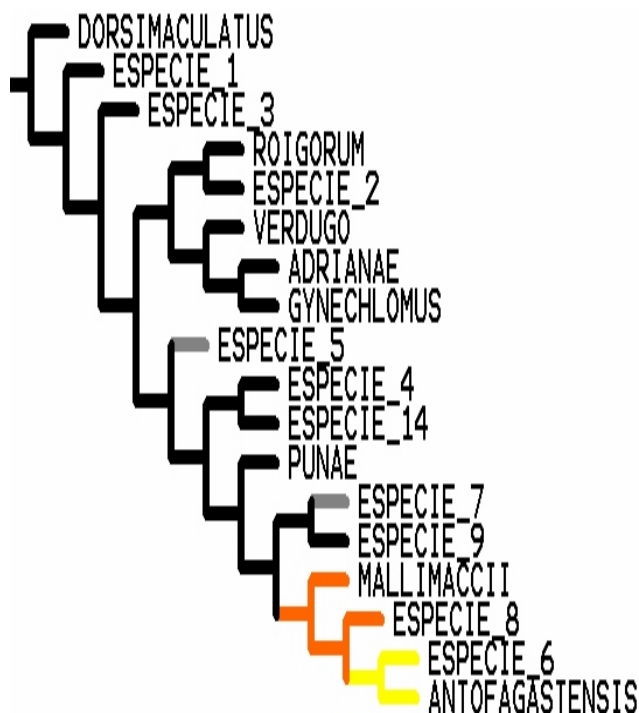 DORSIMACULATUS
ESPECIE_1
ESPECIE_3
ROIGORUM
ESPECIE_2
VERDUGO
ADRIANAE
GYNECHLOMUS
ESPECIE_5
ESPECIE_4
ESPECIE_14
PUNAE
ESPECIE_7
ESPECIE_9
MALLIMACCII
ESPECIE_8
ESPECIE_6
ANTOFAGASTENSIS